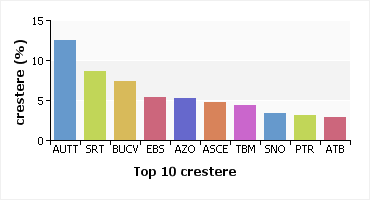 crestere (%)
15
10
5
0
AUTT SRT BUCV EBS AZO ASCE TBM SNO PTR ATB
Top 10 crestere